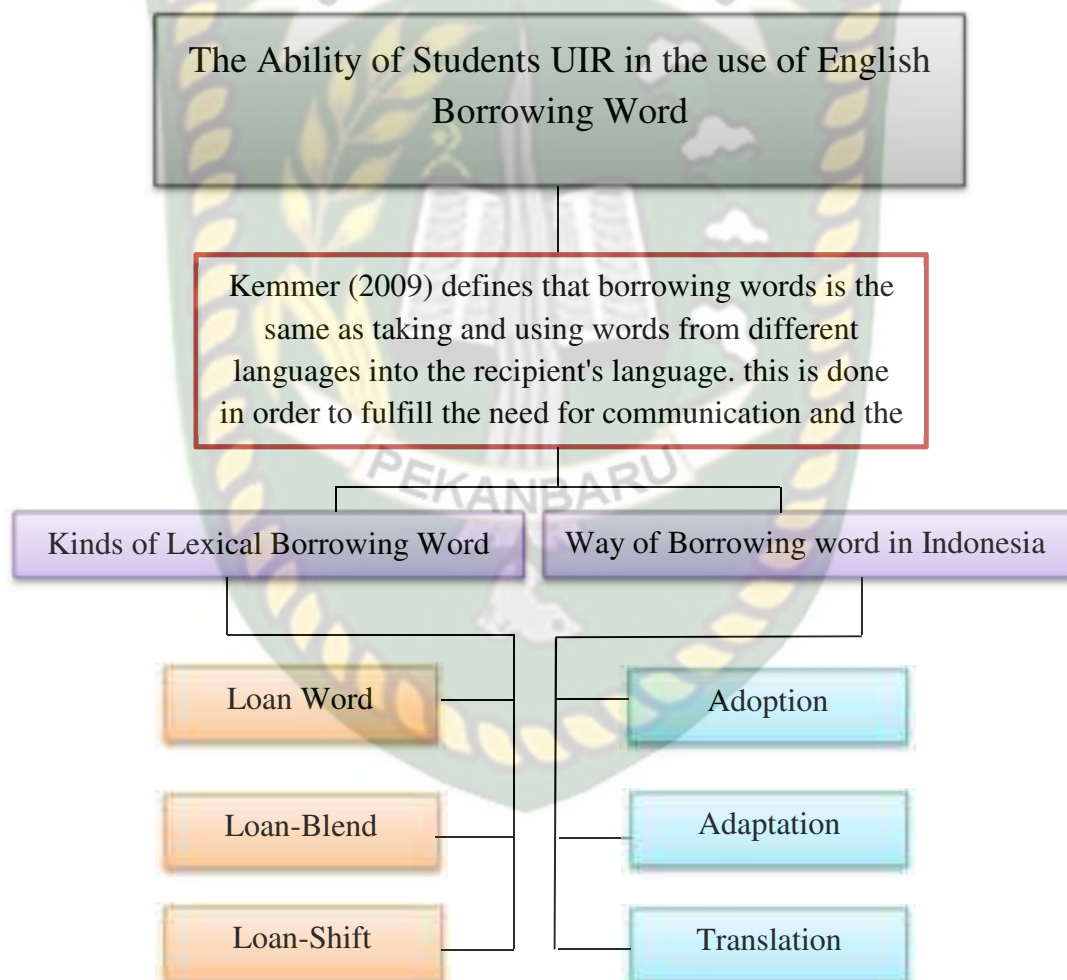 The Ability of Students UIR in the use of English
Borrowing Word
Kemmer (2009) defines that borrowing words is the
same as taking and using words from different
languages into the recipient's language. this is done
in order to fulfill the need for communication and the
PEKANBARU
Kinds of Lexical Borrowing Word
Way of Borrowing word in Indonesia
Loan Word
Adoption
Loan-Blend
Adaptation
Loan-Shift
Translation